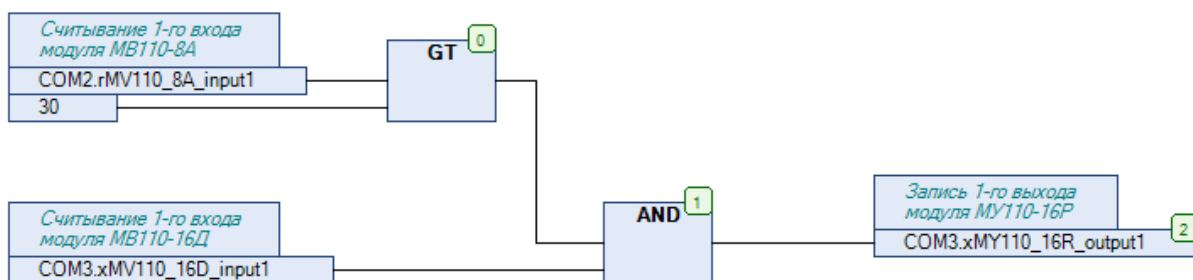 Считывание 1-го входа
модуля МВ110-8А
COM2.rMV110_8A_input1
30
GT
0
Считывание 1-го входа
модуля МВ110-16Д
COM3.xMV110_16D_input1
AND
1
Запись 1-го выхода
модуля МУ110-16Р
COM3.xMY110_16R_output1
2